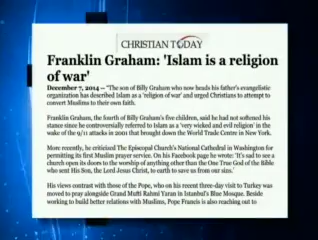 CHRISTIAN TODAY
Franklin Graham: 'Islam is a religion
of war'
December 7, 2014 -- "The son of Billy Graham who now heads his father's evangelistic
organization has described Islam as a 'religion of war' and urged Christians to attempt to
convert Muslims to their own faith.
Franklin Graham, the fourth of Billy Graham's five children, said he had not softened his
stance since he controversially referred to Islam as a 'very wicked and evil religion' in the
wake of the 9/11 attacks in 2001 that brought down the World Trade Centre in New York.
More recently, he criticized The Episcopal Church's National Cathedral in Washington for
permitting its first Muslim prayer service. On his Facebook page he wrote: 'It's sad to see a
church open its doors to the worship of anything other than the One True God of the Bible
who sent His Son, the Lord Jesus Christ, to earth to save us from our sins.'
His views contrast with those of the Pope, who on his recent three-day visit to Turkey was
moved to pray alongside Grand Mufti Rahmi Yaran in Istanbul's Blue Mosque. Beside
working to build better relations with Muslims, Pope Francis is also reaching out to